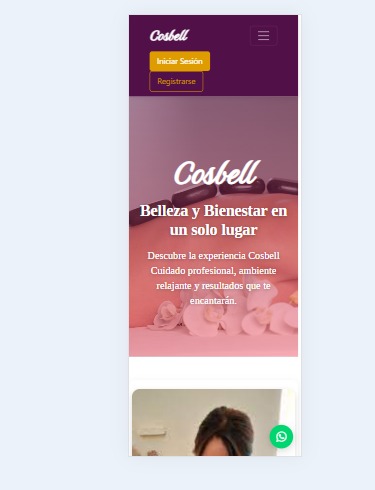 Cosbell
Iniciar Sesión
Registrarse
Cosbell
Belleza y Bienestar en
un solo lugar
Descubre la experiencia Cosbell
Cuidado profesional, ambiente
relajante y resultados que te
encantarán.